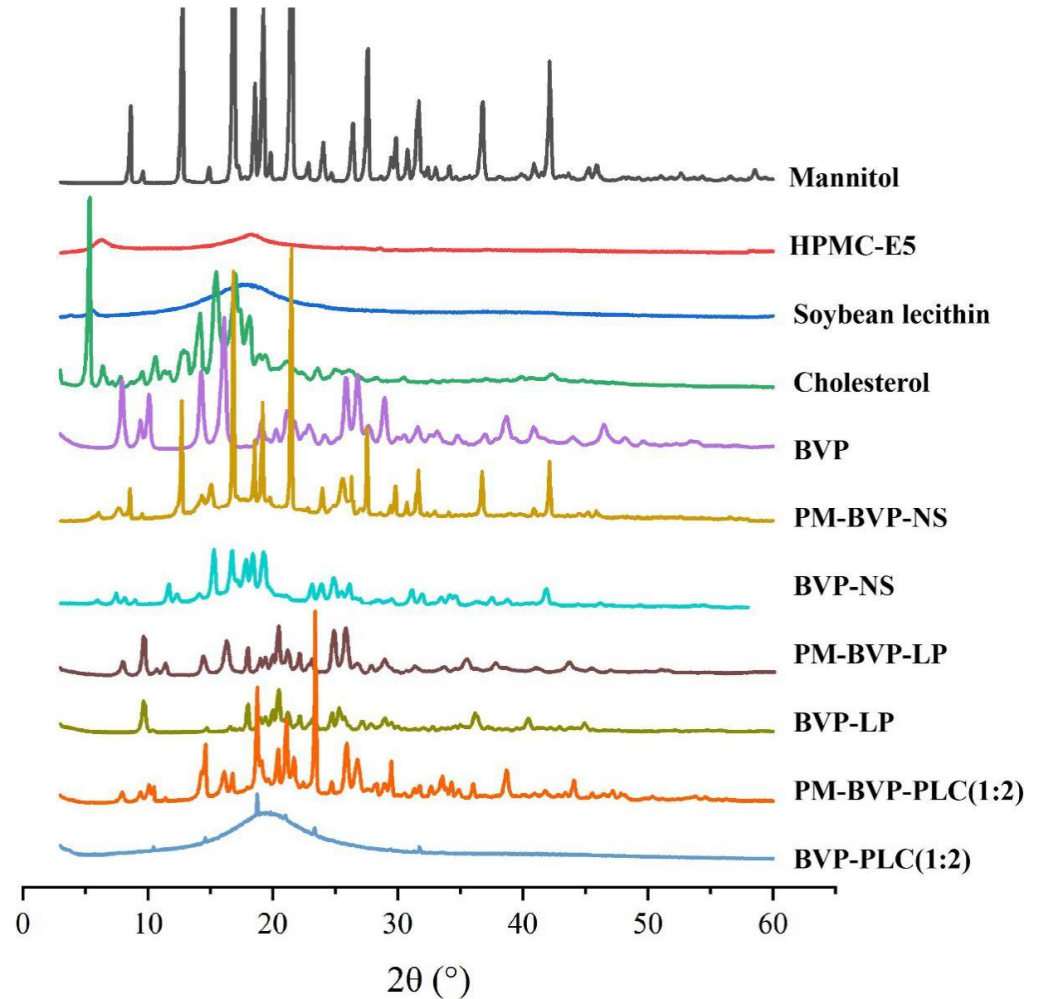 Mannitol
HPMC-E5
Soybean lecithin
Cholesterol
BVP
PM-BVP-NS
BVP-NS
PM-BVP-LP
BVP-LP
PM-BVP-PLC(1:2)
BVP-PLC(1:2)
0 10 20 30 40 50 60
2θ (°)